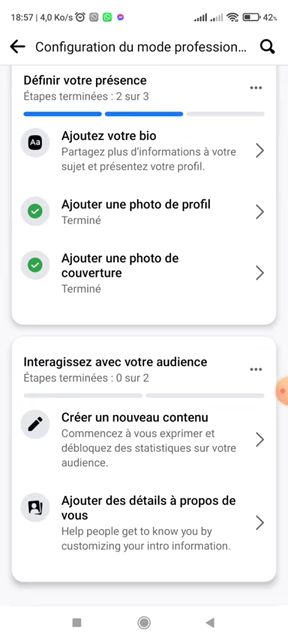 18:57 | 4,0 Ko/s
42%
Configuration du mode profession...
Définir votre présence
Étapes terminées : 2 sur 3
Aa
Ajoutez votre bio
Partagez plus d'informations à votre
sujet et présentez votre profil.
Ajouter une photo de profil
Terminé
Ajouter une photo de
couverture
Terminé
Interagissez avec votre audience
Étapes terminées : 0 sur 2
Créer un nouveau contenu
Commencez à vous exprimer et
débloquez des statistiques sur votre
audience.
Ajouter des détails à propos de
vous
Help people get to know you by
customizing your intro information.